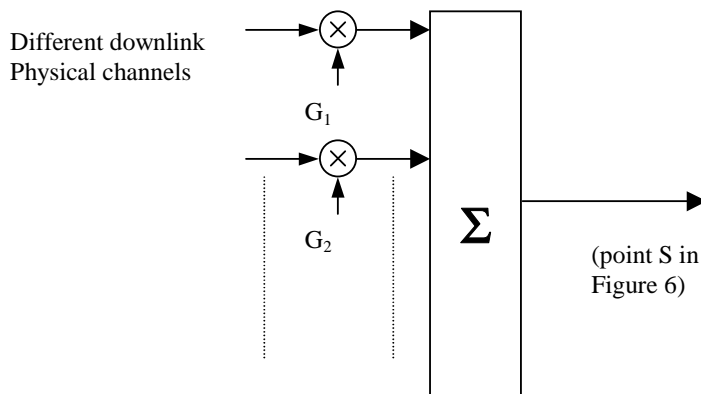 Different downlink
Physical channels
G₁
G₂
Σ
(point S in
Figure 6)